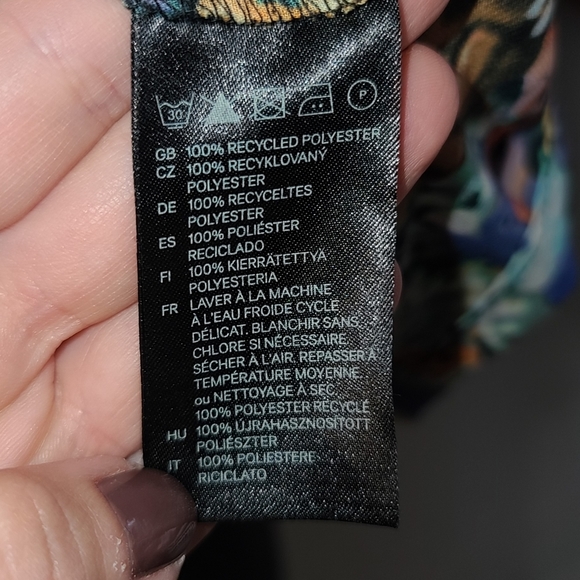 30 P
GB 100% RECYCLED POLYESTER
CZ 100% RECYKLOVANÝ
POLYESTER
DE 100% RECYCELTES
POLYESTER
ES 100% POLIÉSTER
RECICLADO
FI 100% KIERRÄTETTYÄ
POLYESTERIA
FR LAVER À LA MACHINE
À L'EAU FROIDE CYCLE
DÉLICAT. BLANCHIR SANS
CHLORE SI NÉCESSAIRE.
SÉCHER À L'AIR. REPASSER À
TEMPÉRATURE MOYENNE.
ou NETTOYAGE À SEC.
100% POLYESTER RECYCLÉ
HU 100% ÚJRAHASZNOSÍTOTT
POLIÉSZTER
IT 100% POLIESTERE
RICICLATO